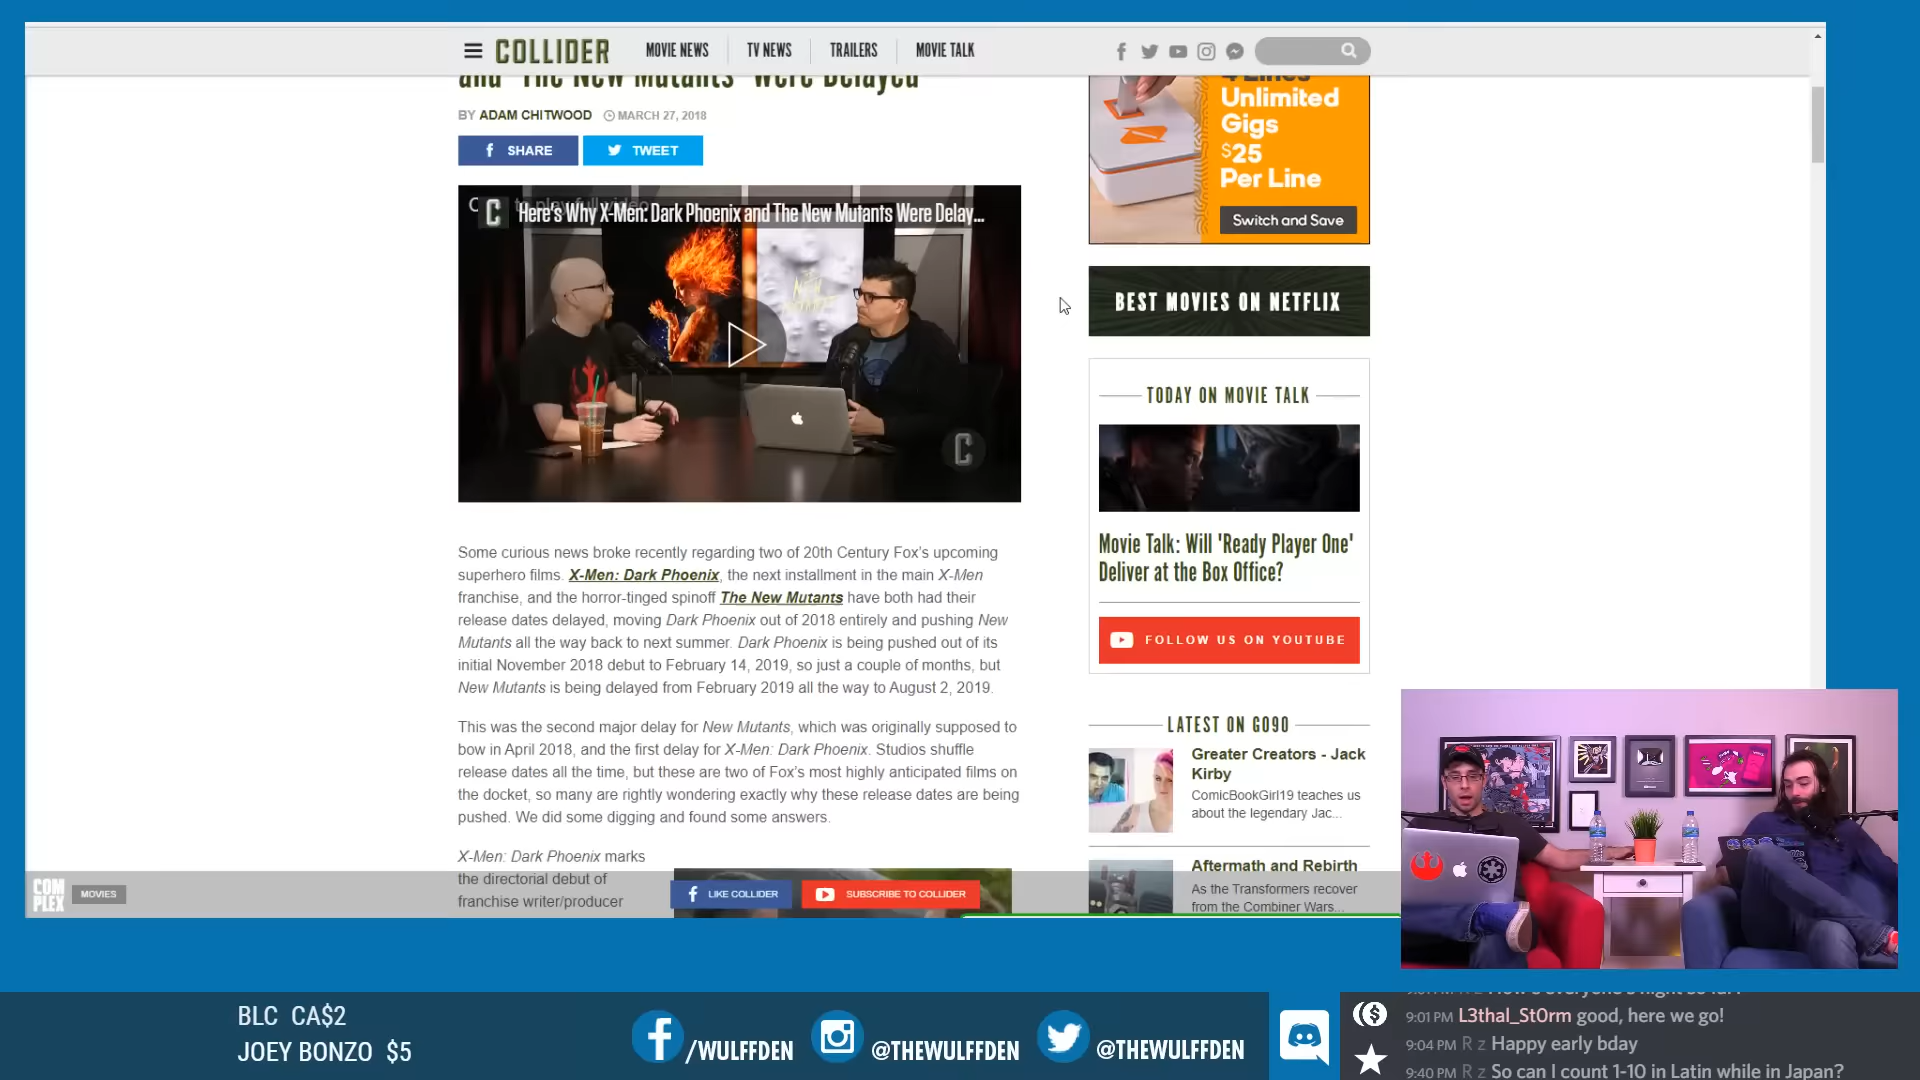 COLLIDER
MOVIE NEWS
TV NEWS
TRAILERS
MOVIE TALK
and 'The New Mutants' Were Delayed
BY ADAM CHITWOOD MARCH 27, 2018
SHARE
TWEET
Here's Why X-Men: Dark Phoenix and The New Mutants Were Delay...
Some curious news broke recently regarding two of 20th Century Fox's upcoming
superhero films. X-Men: Dark Phoenix, the next installment in the main X-Men
franchise, and the horror-tinged spinoff The New Mutants have both had their
release dates delayed, moving Dark Phoenix out of 2018 entirely and pushing New
Mutants all the way back to next summer. Dark Phoenix is being pushed out of its
initial November 2018 debut to February 14, 2019, so just a couple of months, but
New Mutants is being delayed from February 2019 all the way to August 2, 2019.
This was the second major delay for New Mutants, which was originally supposed to
bow in April 2018, and the first delay for X-Men: Dark Phoenix. Studios shuffle
release dates all the time, but these are two of Fox's most highly anticipated films on
the docket, so many are rightly wondering exactly why these release dates are being
pushed. We did some digging and found some answers.
X-Men: Dark Phoenix marks
the directorial debut of
franchise writer/producer
4 Lines
Unlimited
Gigs
$25
Per Line
Switch and Save
BEST MOVIES ON NETFLIX
TODAY ON MOVIE TALK
Movie Talk: Will 'Ready Player One'
Deliver at the Box Office?
FOLLOW US ON YOUTUBE
LATEST ON GO90
Greater Creators - Jack
Kirby
ComicBookGirl19 teaches us
about the legendary Jac...
Aftermath and Rebirth
As the Transformers recover
from the Combiner Wars...
COM
PLEX
MOVIES
LIKE COLLIDER
SUBSCRIBE TO COLLIDER
BLC CA$2
JOEY BONZO $5
/WULFFDEN
@THEWULFFDEN
@THEWULFFDEN
9:01 PM L3thal_St0rm good, here we go!
9:04 PM R z Happy early bday
9:40 PM R z So can I count 1-10 in Latin while in Japan?